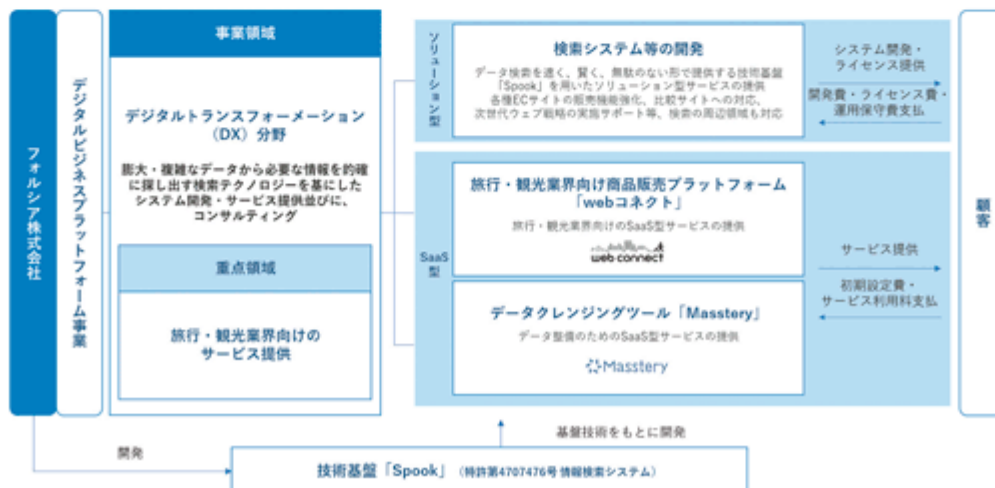 フォルシア株式会社
デジタルビジネスプラットフォーム事業
事業領域
デジタルトランスフォーメーション
（DX）分野
膨大・複雑なデータから必要な情報を的確
に探し出す検索テクノロジーを基にした
システム開発・サービス提供並びに、
コンサルティング
重点領域
旅行・観光業界向けの
サービス提供
ソリューション型
検索システム等の開発
データ検索を速く、賢く、無駄のない形で提供する技術基盤
「Spook」を用いたソリューション型サービスの提供
各種ECサイトの販売機能強化、比較サイトへの対応、
次世代ウェブ戦略の実施サポート等、検索の周辺領域も対応
システム開発・
ライセンス提供
開発費・ライセンス費・
運用保守費支払
SaaS
型
旅行・観光業界向け商品販売プラットフォーム
「webコネクト」
旅行・観光業界向けのSaaS型サービスの提供
web connect
データクレンジングツール「Masstery」
データ整備のためのSaaS型サービスの提供
Masstery
サービス提供
初期設定費・
サービス利用料支払
顧客
開発
基盤技術をもとに開発
技術基盤「Spook」（特許第4707476号 情報検索システム）